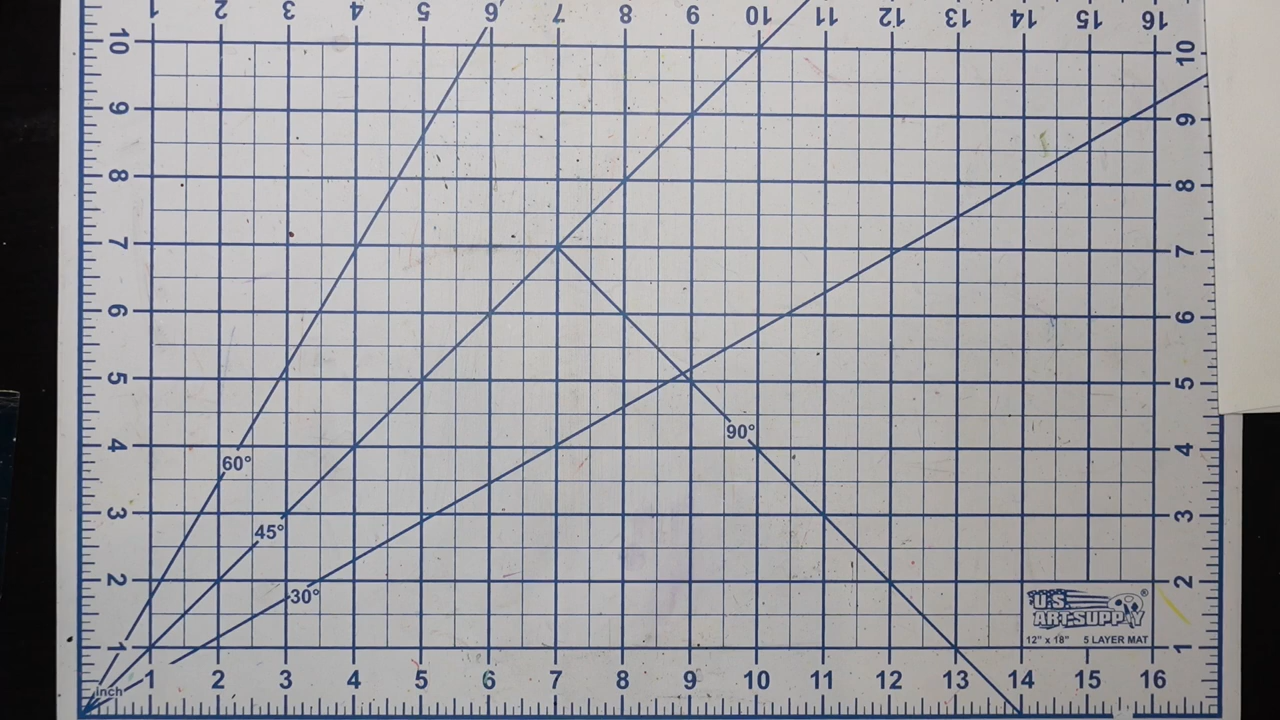 1 2 3 4 5 6 7 8 9 10 11 12 13 14 15 16
10 10
9 9
8 8
7 7
6 6
5 5
90°
4 4
60°
3 3
45°
2 2
30°
U.S. ®
ART SUPPLY
12" x 18" 5 LAYER MAT
1 1
inch 1 2 3 4 5 6 7 8 9 10 11 12 13 14 15 16